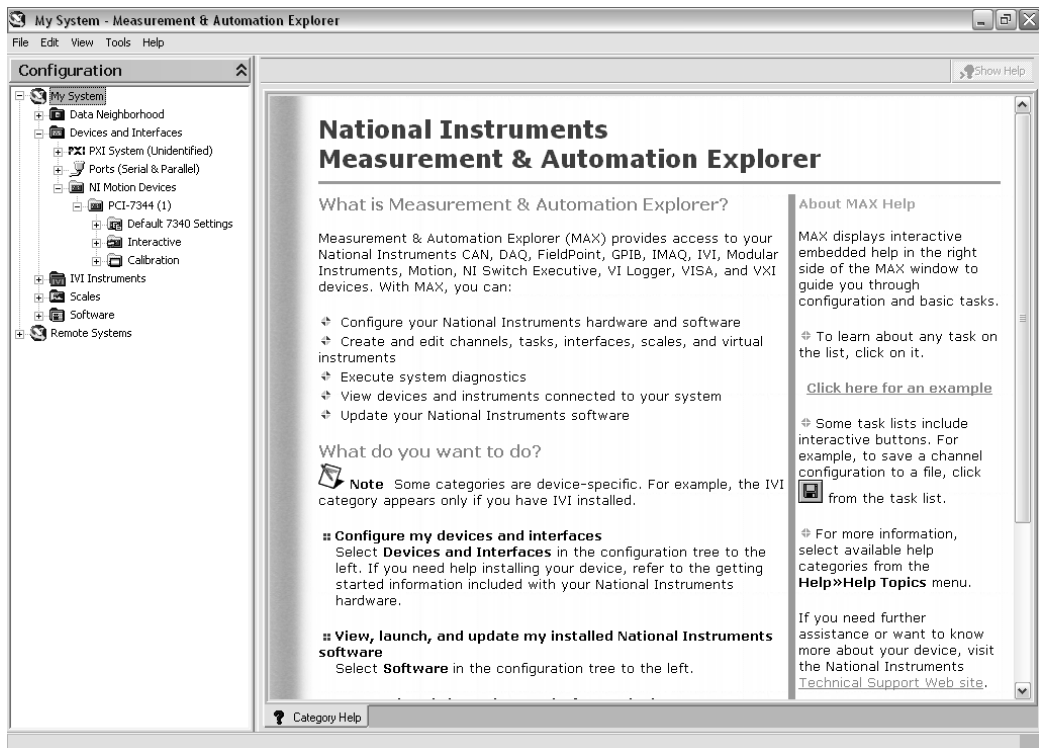 My System - Measurement & Automation Explorer
File Edit View Tools Help
Configuration
Show Help
My System
Data Neighborhood
Devices and Interfaces
PXI PXI System (Unidentified)
Ports (Serial & Parallel)
NI Motion Devices
PCI-7344 (1)
Default 7340 Settings
Interactive
Calibration
IVI Instruments
Scales
Software
Remote Systems
National Instruments
Measurement & Automation Explorer
What is Measurement & Automation Explorer?
Measurement & Automation Explorer (MAX) provides access to your
National Instruments CAN, DAQ, FieldPoint, GPIB, IMAQ, IVI, Modular
Instruments, Motion, NI Switch Executive, VI Logger, VISA, and VXI
devices. With MAX, you can:
Configure your National Instruments hardware and software
Create and edit channels, tasks, interfaces, scales, and virtual
instruments
Execute system diagnostics
View devices and instruments connected to your system
Update your National Instruments software
What do you want to do?
Note Some categories are device-specific. For example, the IVI
category appears only if you have IVI installed.
Configure my devices and interfaces
Select Devices and Interfaces in the configuration tree to the
left. If you need help installing your device, refer to the getting
started information included with your National Instruments
hardware.
View, launch, and update my installed National Instruments
software
Select Software in the configuration tree to the left.
About MAX Help
MAX displays interactive
embedded help in the right
side of the MAX window to
guide you through
configuration and basic tasks.
To learn about any task on
the list, click on it.
Click here for an example
Some task lists include
interactive buttons. For
example, to save a channel
configuration to a file, click
from the task list.
For more information,
select available help
categories from the
Help»Help Topics menu.
If you need further
assistance or want to know
more about your device, visit
the National Instruments
Technical Support Web site.
Category Help